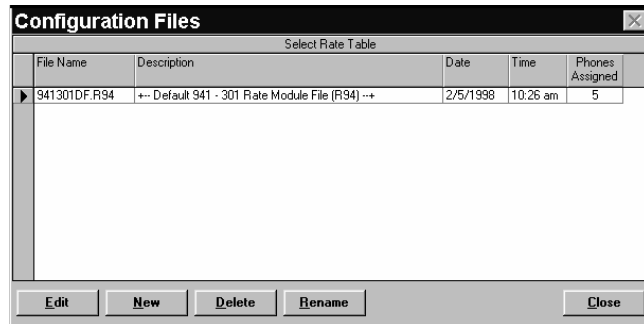 Configuration Files
Select Rate Table
File Name Description Date Time Phones Assigned
941301DF.R94 +-- Default 941 - 301 Rate Module File (R94) --+ 2/5/1998 10:26 am 5
Edit New Delete Rename Close